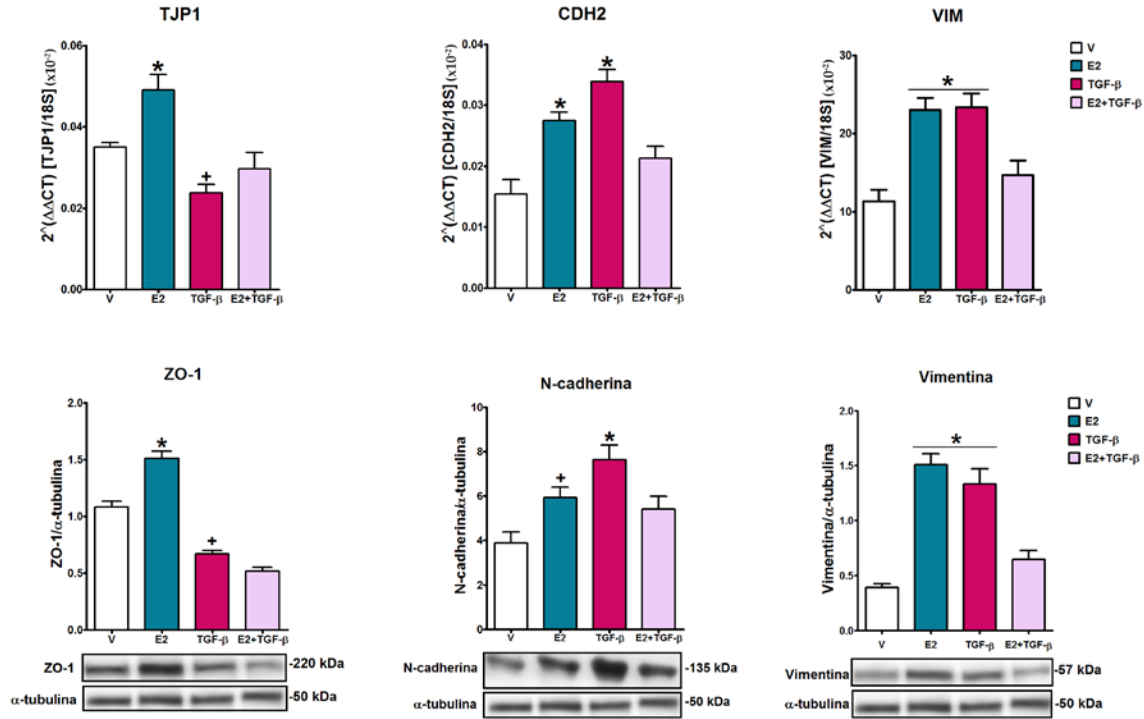 TJP1
2^(ΔΔCT) [TJP1/18S] (x10⁻²)
0.06
0.04
0.02
0.00
*
+
V
E2
TGF-β
E2+TGF-β
CDH2
2^(ΔΔCT) [CDH2/18S] (x10⁻²)
0.04
0.03
0.02
0.01
0.00
*
*
V
E2
TGF-β
E2+TGF-β
VIM
2^(ΔΔCT) [VIM/18S] (x10⁻²)
30
20
10
0
*
V
E2
TGF-β
E2+TGF-β
V
E2
TGF-β
E2+TGF-β
ZO-1
ZO-1/α-tubulina
2.0
1.5
1.0
0.5
0.0
*
+
V
E2
TGF-β
E2+TGF-β
ZO-1
-220 kDa
α-tubulina
-50 kDa
N-cadherina
N-cadherina/α-tubulina
10
8
6
4
2
0
+
*
V
E2
TGF-β
E2+TGF-β
N-cadherina
-135 kDa
α-tubulina
-50 kDa
Vimentina
Vimentina/α-tubulina
2.0
1.5
1.0
0.5
0.0
*
V
E2
TGF-β
E2+TGF-β
V
E2
TGF-β
E2+TGF-β
Vimentina
-57 kDa
α-tubulina
-50 kDa